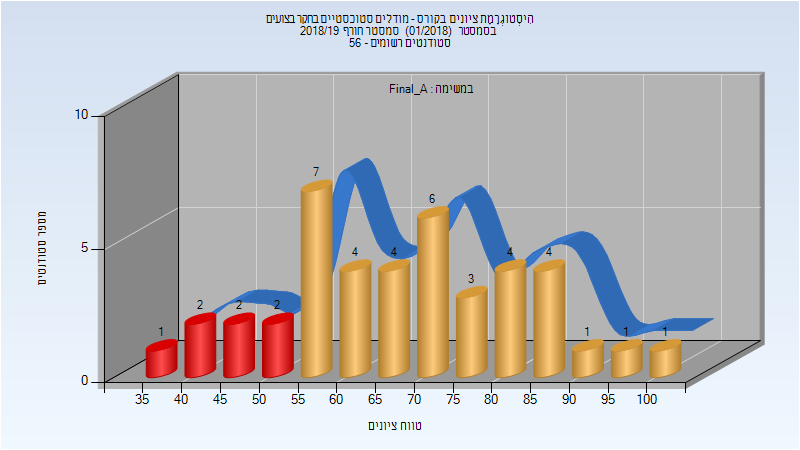 היסטוגרמת ציונים בקורס - מודלים סטוכסטיים בחקר ביצועים
בסמסטר (01/2018) סמסטר חורף 2018/19
סטודנטים רשומים - 56
במשימה : Final_A
מספר סטודנטים
10
5
0
1
2
2
2
7
4
4
6
3
4
4
1
1
1
35 40 45 50 55 60 65 70 75 80 85 90 95 100
טווח ציונים